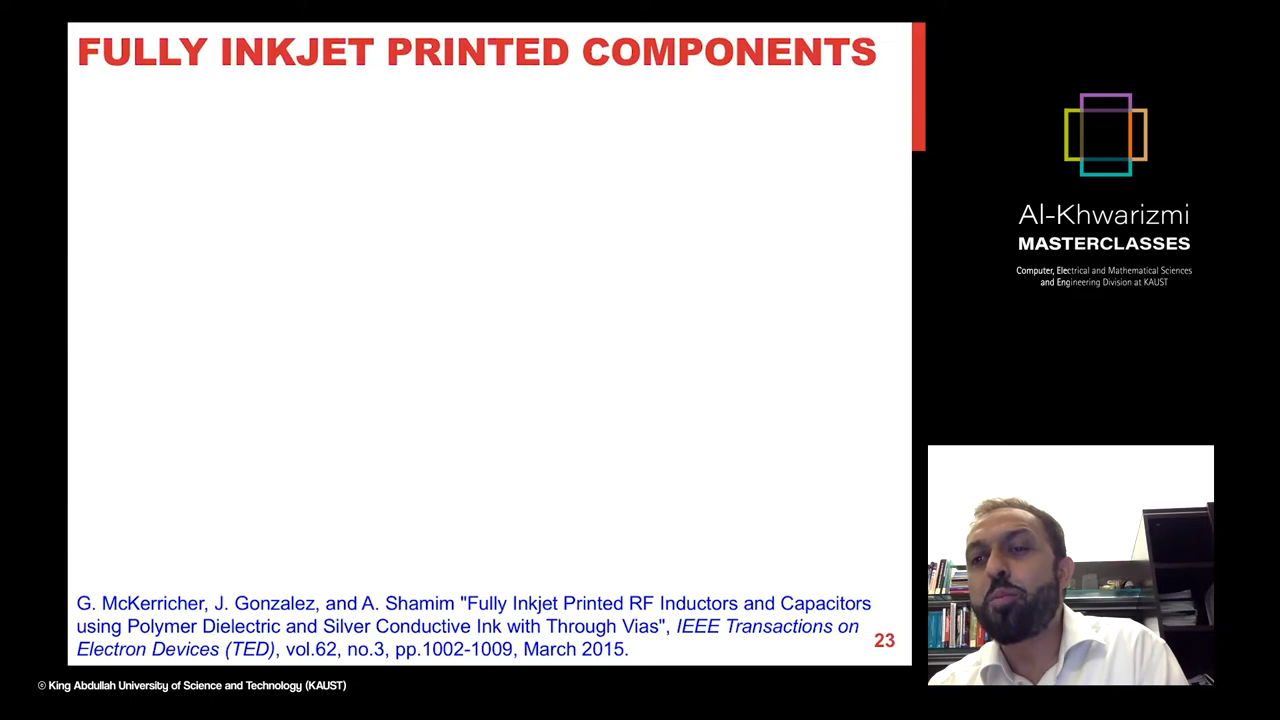 FULLY INKJET PRINTED COMPONENTS
G. McKerricher, J. Gonzalez, and A. Shamim "Fully Inkjet Printed RF Inductors and Capacitors
using Polymer Dielectric and Silver Conductive Ink with Through Vias", IEEE Transactions on
Electron Devices (TED), vol.62, no.3, pp.1002-1009, March 2015.
23
Al-Khwarizmi
MASTERCLASSES
Computer, Electrical and Mathematical Sciences
and Engineering Division at KAUST
© King Abdullah University of Science and Technology (KAUST)